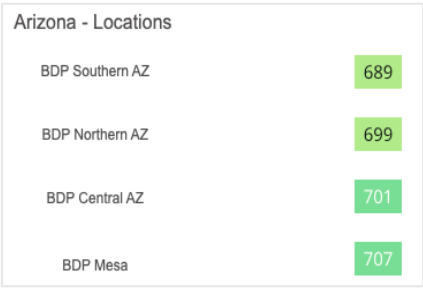 Arizona - Locations
BDP Southern AZ 689
BDP Northern AZ 699
BDP Central AZ 701
BDP Mesa 707